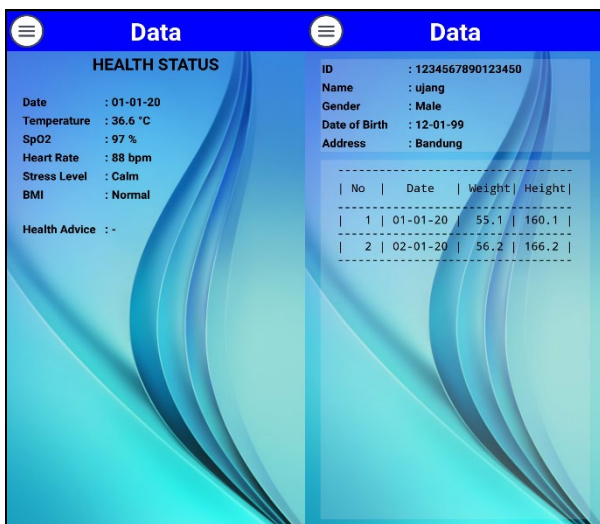 Data
HEALTH STATUS
Date : 01-01-20
Temperature : 36.6 °C
SpO2 : 97 %
Heart Rate : 88 bpm
Stress Level : Calm
BMI : Normal
Health Advice : -
Data
ID : 1234567890123450
Name : ujang
Gender : Male
Date of Birth : 12-01-99
Address : Bandung
-----------------------------------
| No | Date | Weight| Height|
-----------------------------------
| 1 | 01-01-20 | 55.1 | 160.1 |
-----------------------------------
| 2 | 02-01-20 | 56.2 | 166.2 |
-----------------------------------